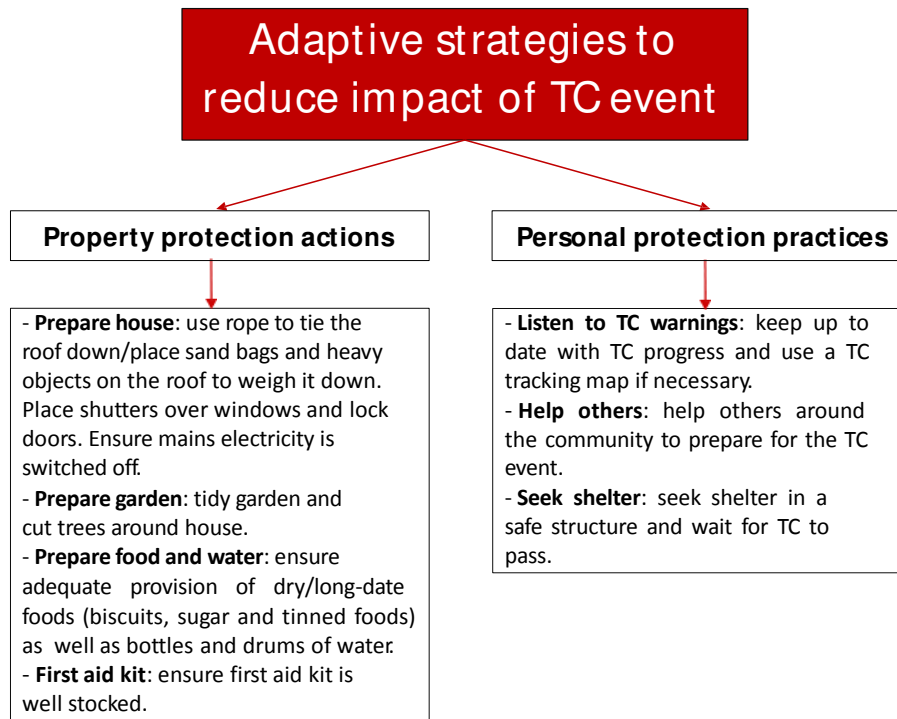 Adaptive strategies to
reduce impact of TC event
Property protection actions
- Prepare house: use rope to tie the
roof down/place sand bags and heavy
objects on the roof to weigh it down.
Place shutters over windows and lock
doors. Ensure mains electricity is
switched off.
- Prepare garden: tidy garden and
cut trees around house.
- Prepare food and water: ensure
adequate provision of dry/long-date
foods (biscuits, sugar and tinned foods)
as well as bottles and drums of water.
- First aid kit: ensure first aid kit is
well stocked.
Personal protection practices
- Listen to TC warnings: keep up to
date with TC progress and use a TC
tracking map if necessary.
- Help others: help others around
the community to prepare for the TC
event.
- Seek shelter: seek shelter in a
safe structure and wait for TC to
pass.